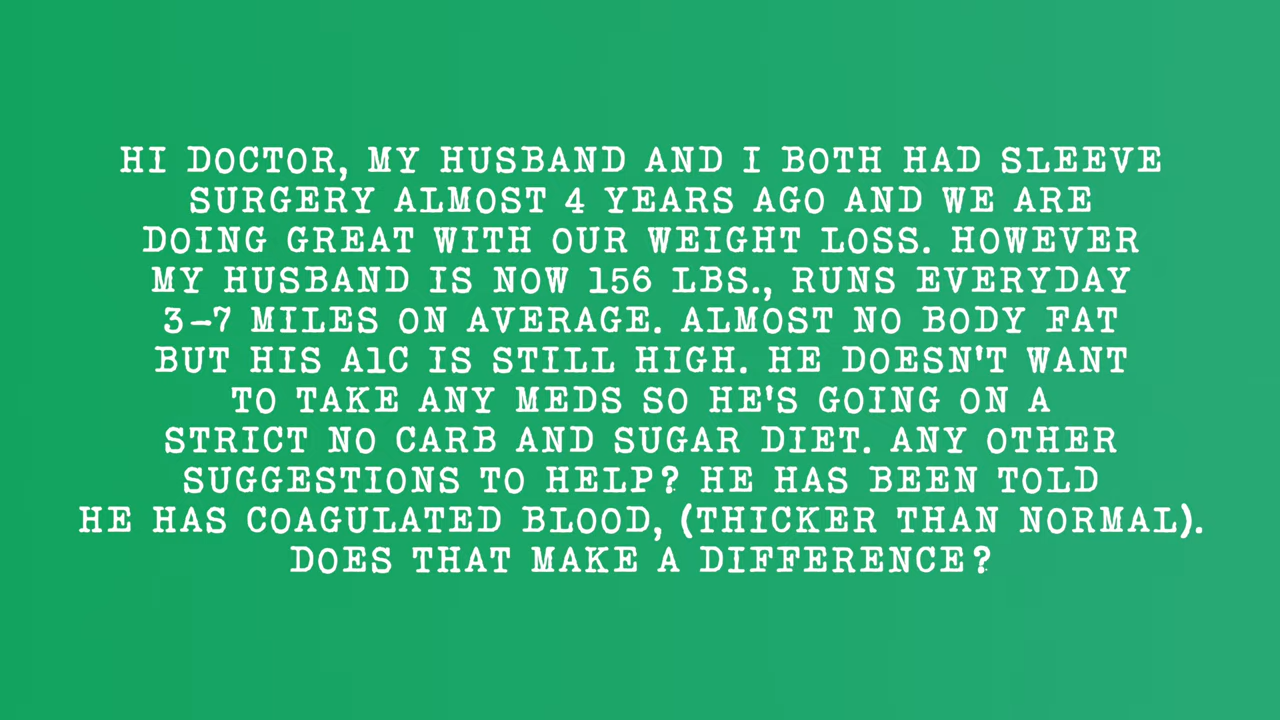 HI DOCTOR, MY HUSBAND AND I BOTH HAD SLEEVE
SURGERY ALMOST 4 YEARS AGO AND WE ARE
DOING GREAT WITH OUR WEIGHT LOSS. HOWEVER
MY HUSBAND IS NOW 156 LBS., RUNS EVERYDAY
3-7 MILES ON AVERAGE. ALMOST NO BODY FAT
BUT HIS A1C IS STILL HIGH. HE DOESN'T WANT
TO TAKE ANY MEDS SO HE'S GOING ON A
STRICT NO CARB AND SUGAR DIET. ANY OTHER
SUGGESTIONS TO HELP? HE HAS BEEN TOLD
HE HAS COAGULATED BLOOD, (THICKER THAN NORMAL).
DOES THAT MAKE A DIFFERENCE?